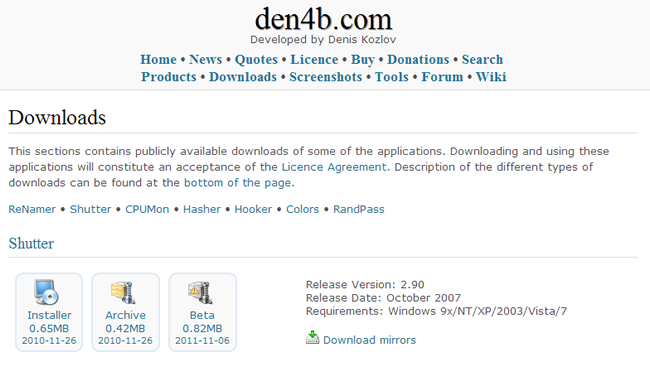 den4b.com
Developed by Denis Kozlov
Home • News • Quotes • Licence • Buy • Donations • Search
Products • Downloads • Screenshots • Tools • Forum • Wiki
Downloads
This sections contains publicly available downloads of some of the applications. Downloading and using these
applications will constitute an acceptance of the Licence Agreement. Description of the different types of
downloads can be found at the bottom of the page.
ReNamer • Shutter • CPUMon • Hasher • Hooker • Colors • RandPass
Shutter
Installer
0.65MB
2010-11-26
Archive
0.42MB
2010-11-26
Beta
0.82MB
2011-11-06
Release Version: 2.90
Release Date: October 2007
Requirements: Windows 9x/NT/XP/2003/Vista/7
Download mirrors